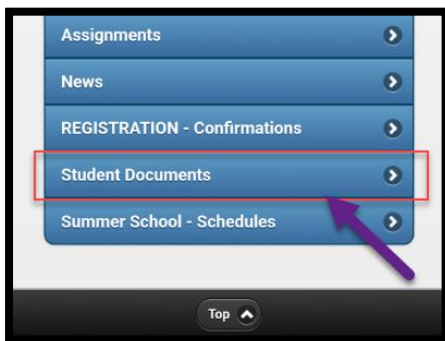 Assignments
News
REGISTRATION - Confirmations
Student Documents
Summer School - Schedules
Top